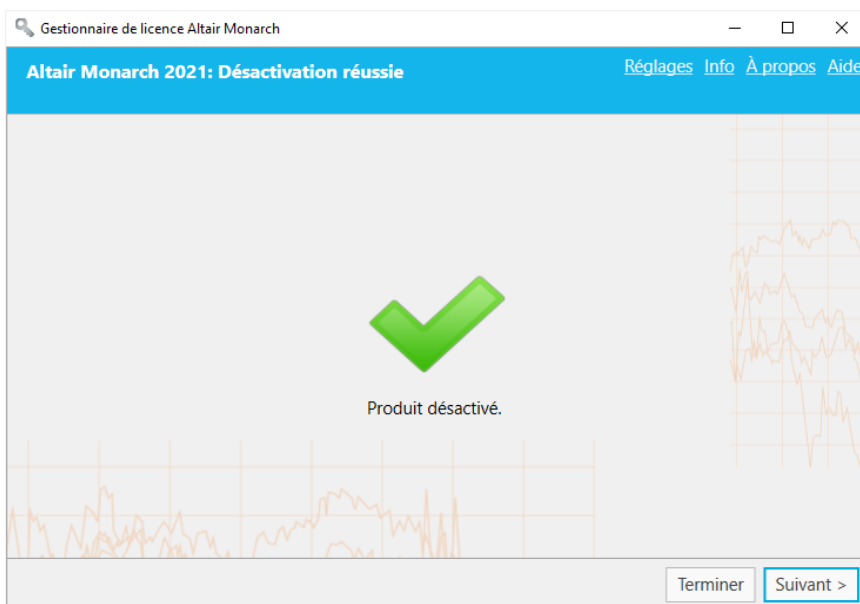 Gestionnaire de licence Altair Monarch
Altair Monarch 2021: Désactivation réussie
Réglages Info À propos Aide
Produit désactivé.
Terminer
Suivant >